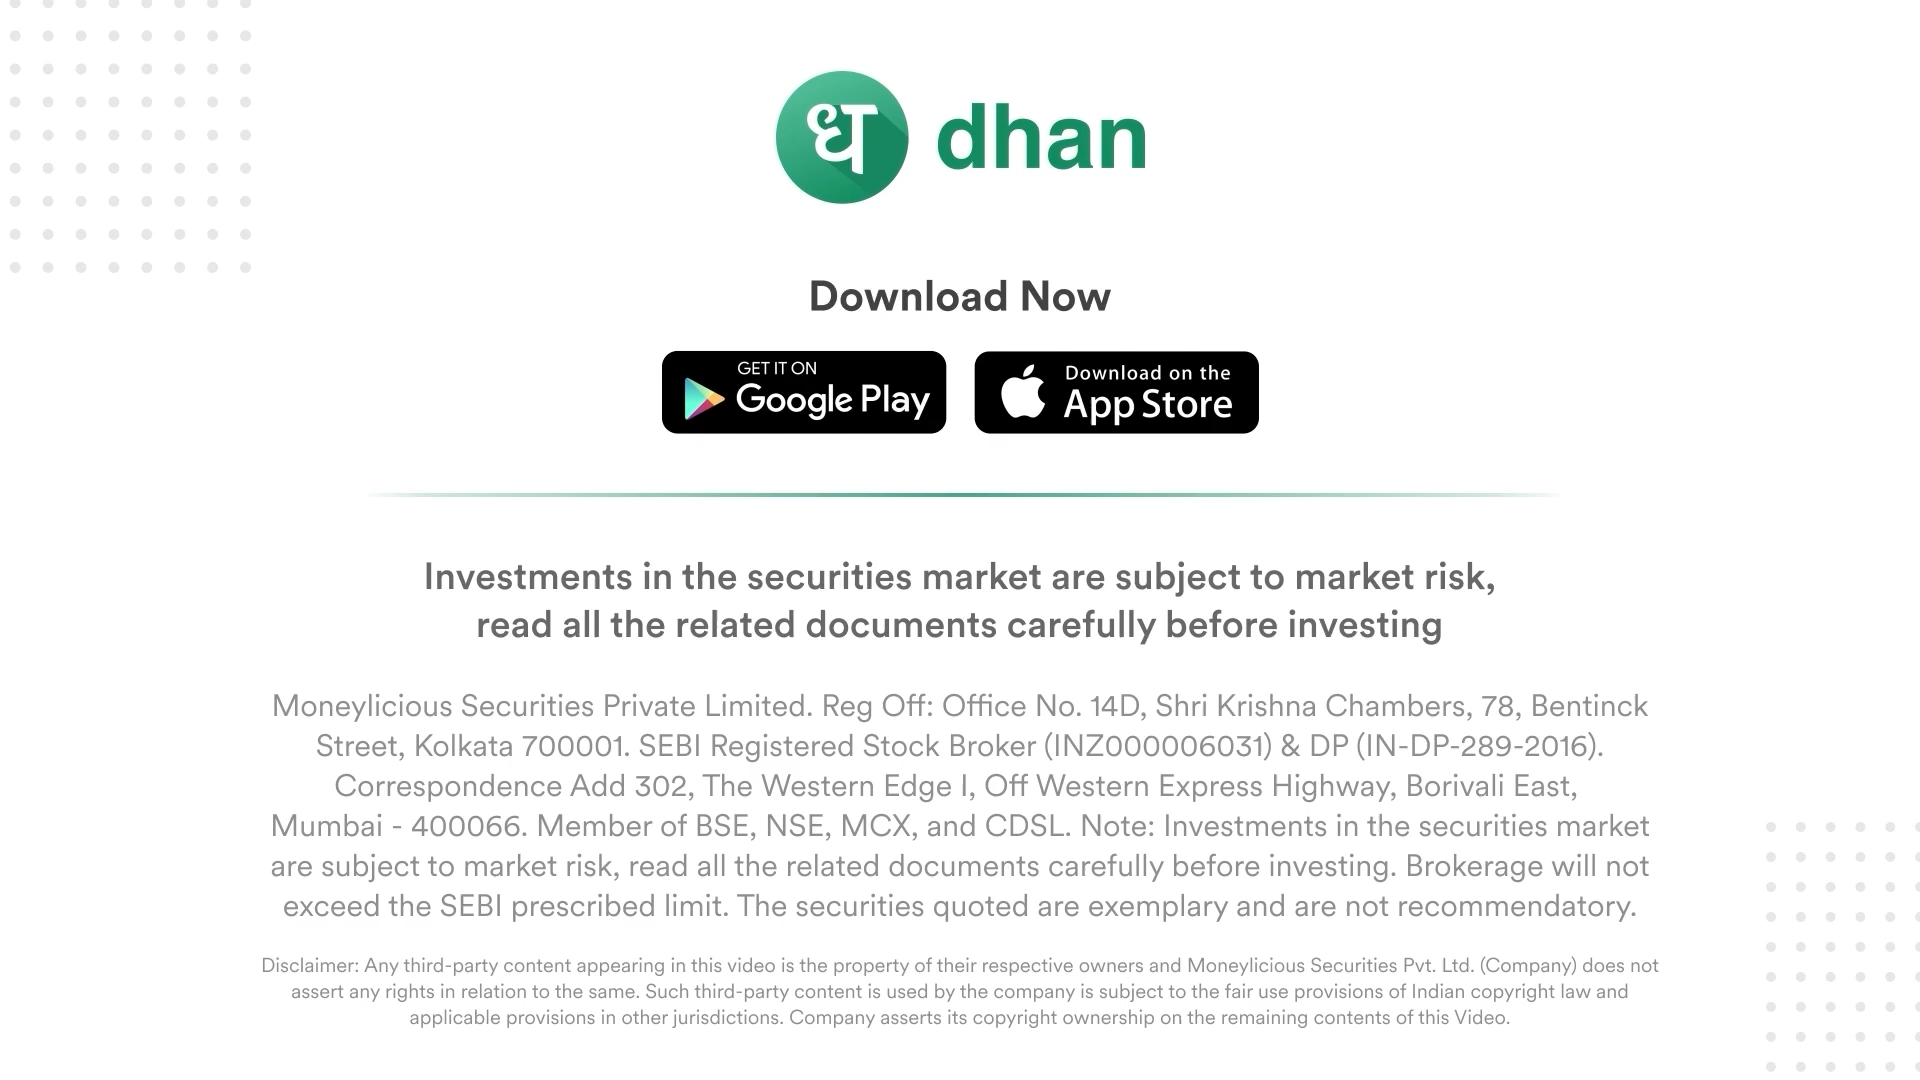 ध dhan
Download Now
GET IT ON
Google Play
Download on the
App Store
Investments in the securities market are subject to market risk,
read all the related documents carefully before investing
Moneylicious Securities Private Limited. Reg Off: Office No. 14D, Shri Krishna Chambers, 78, Bentinck
Street, Kolkata 700001. SEBI Registered Stock Broker (INZ000006031) & DP (IN-DP-289-2016).
Correspondence Add 302, The Western Edge I, Off Western Express Highway, Borivali East,
Mumbai - 400066. Member of BSE, NSE, MCX, and CDSL. Note: Investments in the securities market
are subject to market risk, read all the related documents carefully before investing. Brokerage will not
exceed the SEBI prescribed limit. The securities quoted are exemplary and are not recommendatory.
Disclaimer: Any third-party content appearing in this video is the property of their respective owners and Moneylicious Securities Pvt. Ltd. (Company) does not
assert any rights in relation to the same. Such third-party content is used by the company is subject to the fair use provisions of Indian copyright law and
applicable provisions in other jurisdictions. Company asserts its copyright ownership on the remaining contents of this Video.